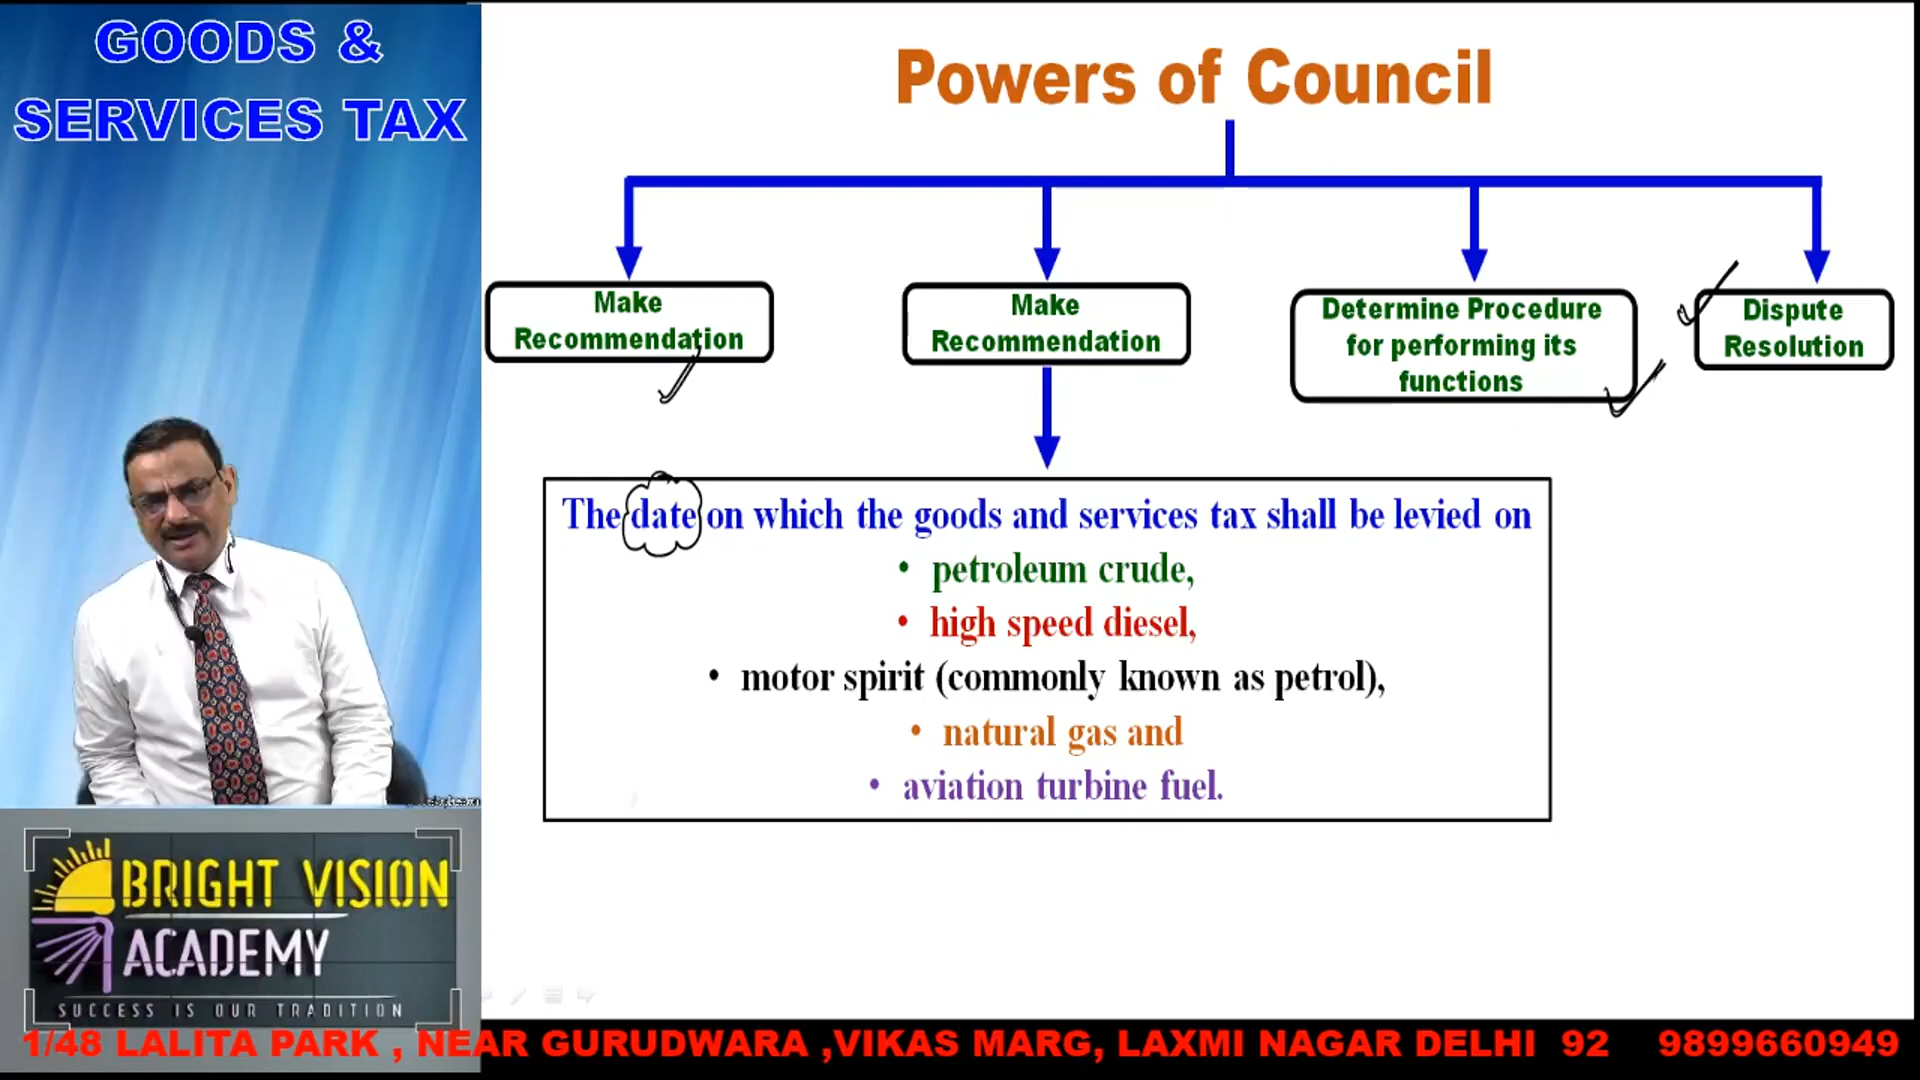 GOODS &
SERVICES TAX
Powers of Council
Make
Recommendation
Make
Recommendation
Determine Procedure
for performing its
functions
Dispute
Resolution
The date on which the goods and services tax shall be levied on
• petroleum crude,
• high speed diesel,
• motor spirit (commonly known as petrol),
• natural gas and
• aviation turbine fuel.
BRIGHT VISION
ACADEMY
SUCCESS IS OUR TRADITION
1/48 LALITA PARK , NEAR GURUDWARA ,VIKAS MARG, LAXMI NAGAR DELHI 92 9899660949